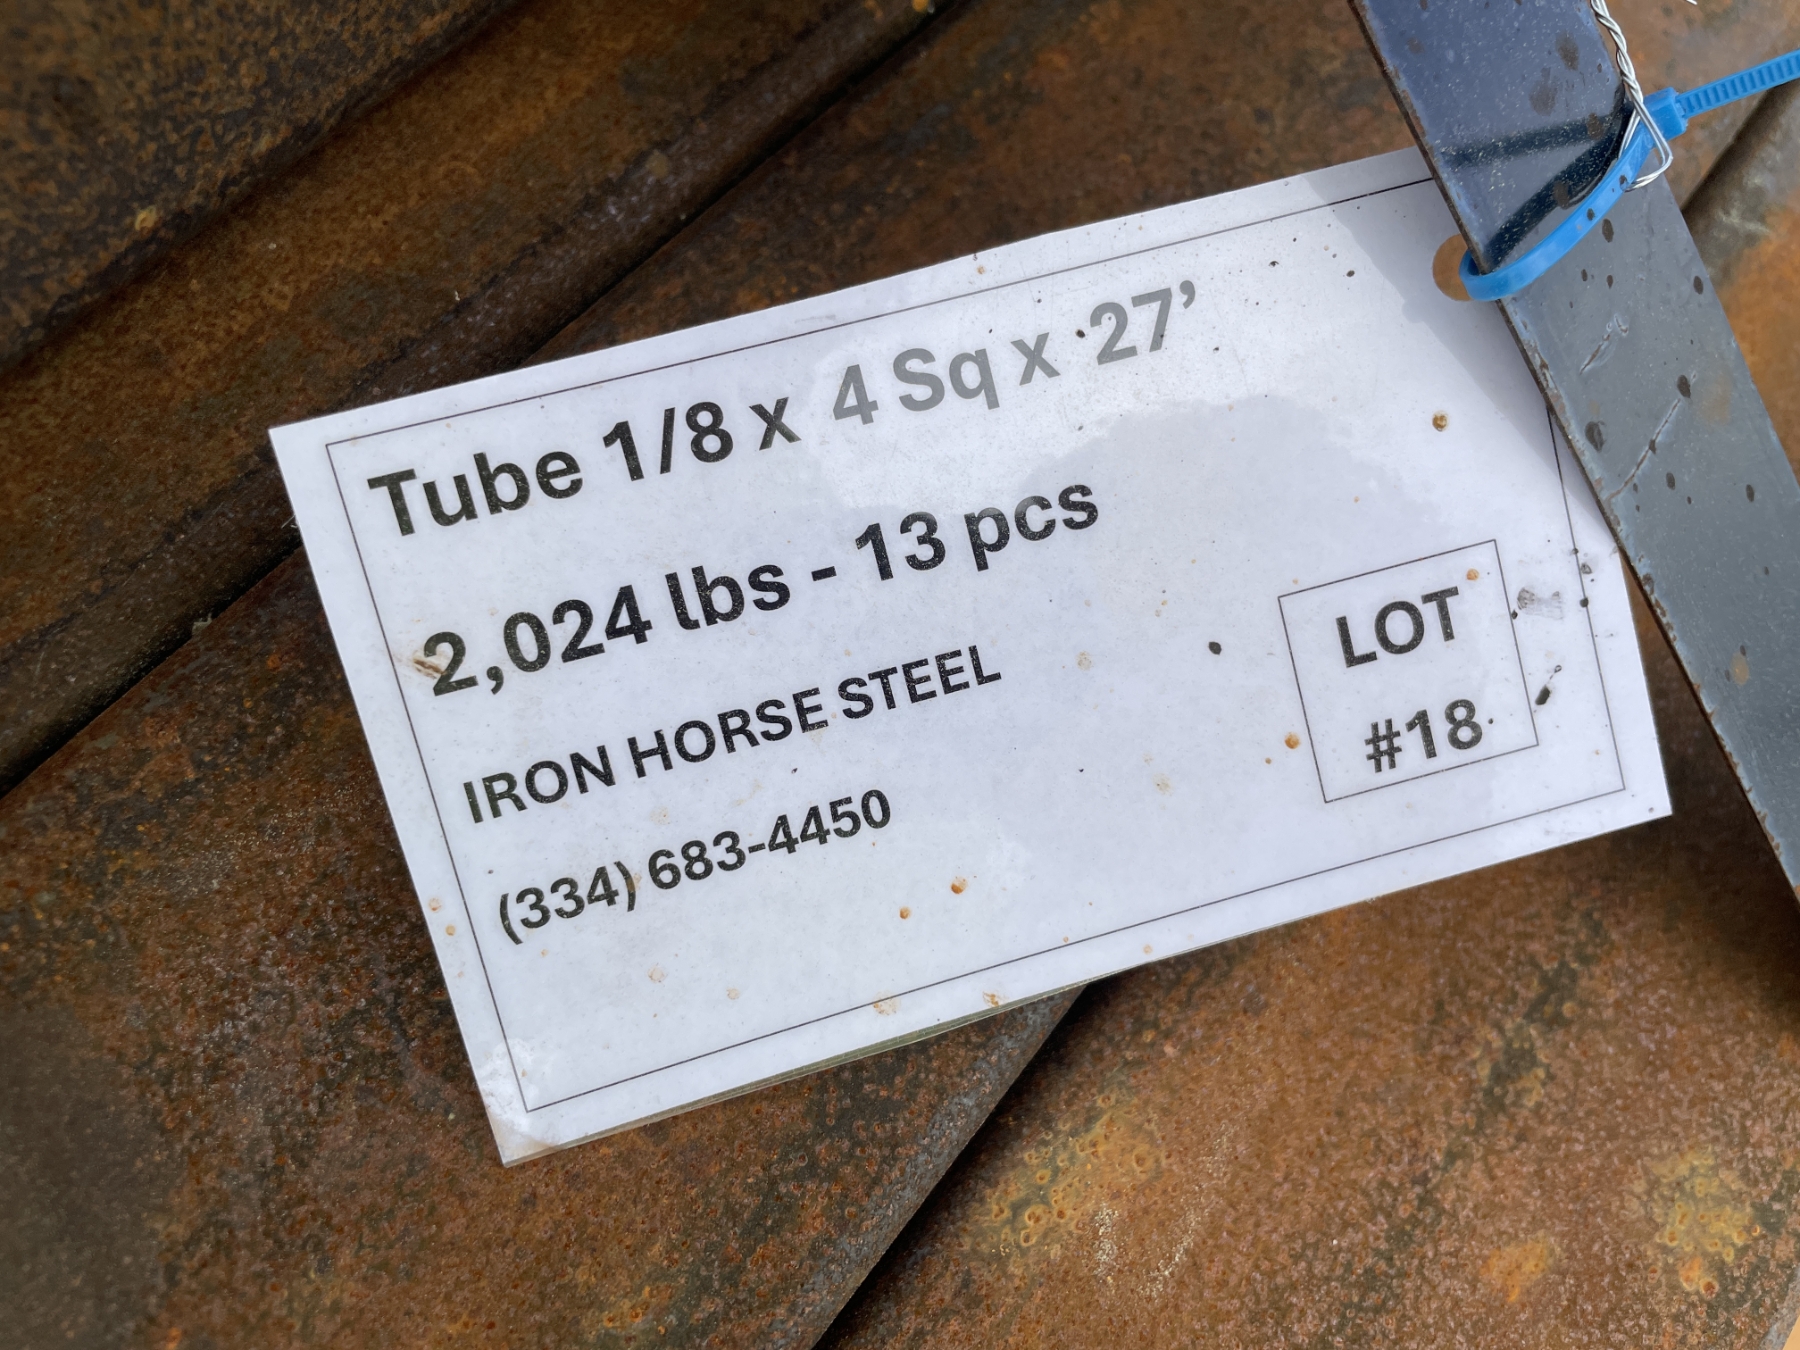 Tube 1/8 x 4 Sq x 27’
2,024 lbs - 13 pcs
IRON HORSE STEEL
(334) 683-4450
LOT
#18